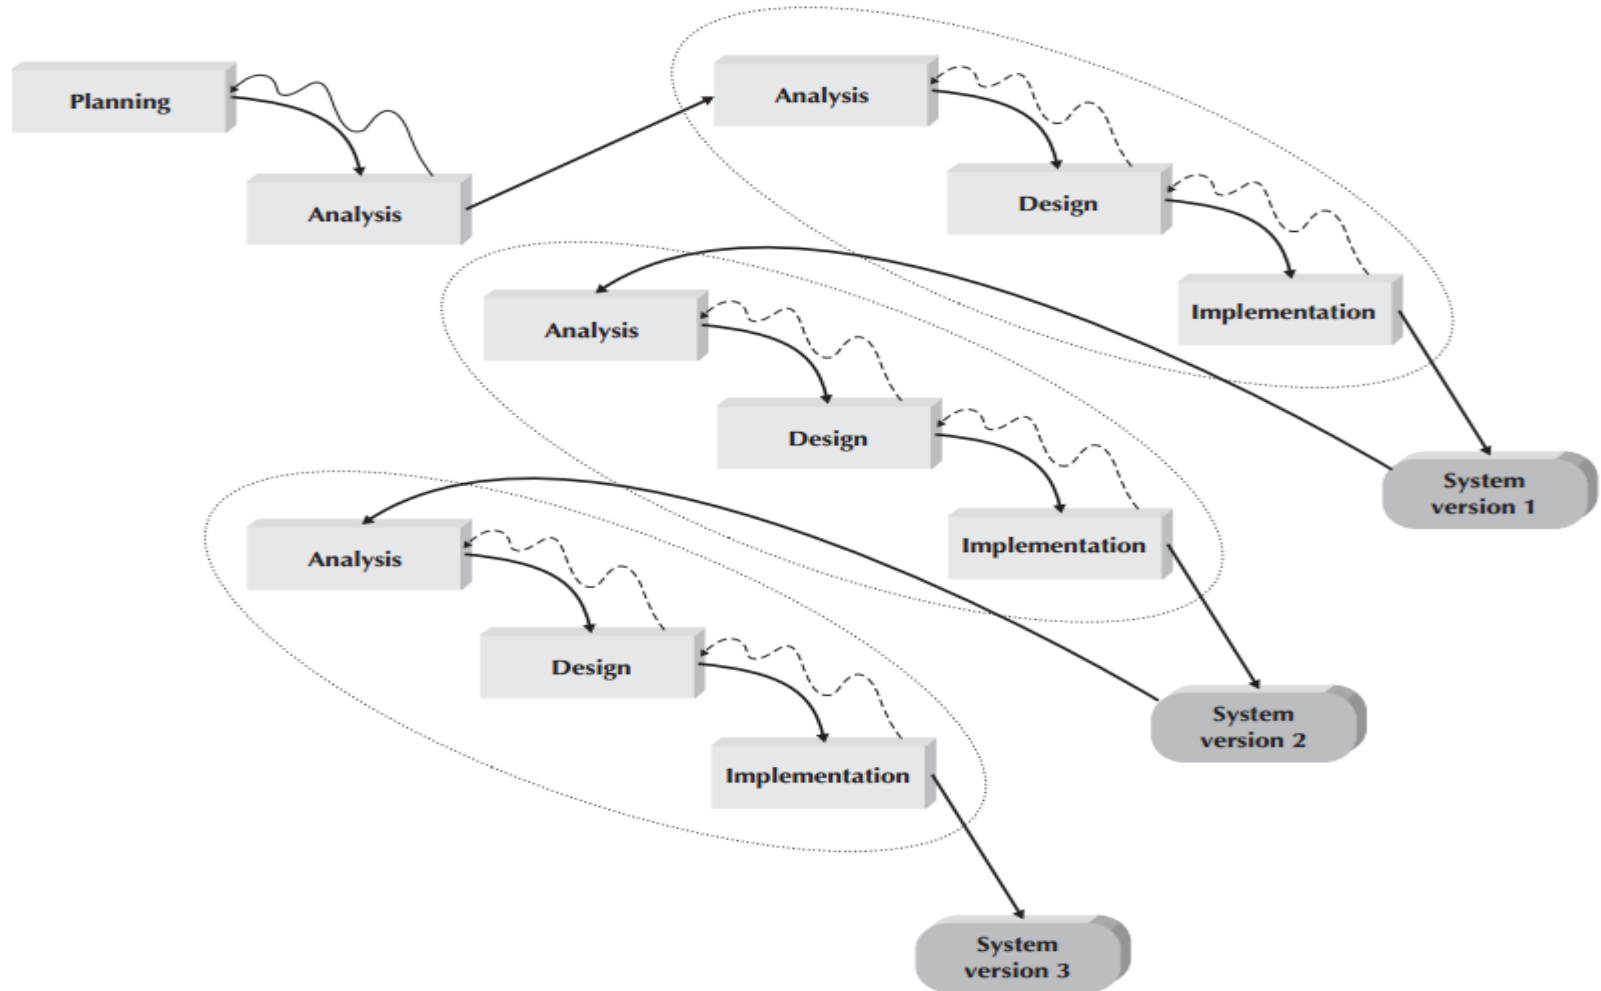 Planning
Analysis
Analysis
Design
Implementation
System
version 1
Analysis
Design
Implementation
System
version 2
Analysis
Design
Implementation
System
version 3